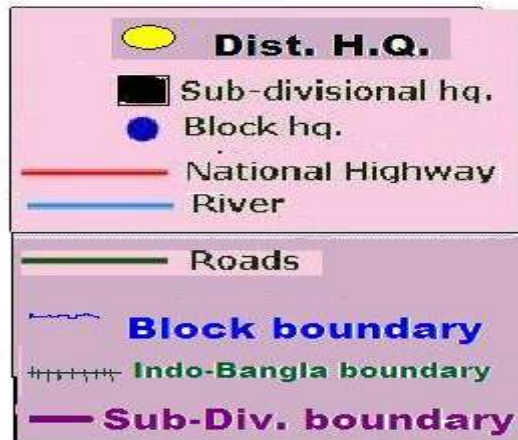 Dist. H.Q.
Sub-divisional hq.
Block hq.
National Highway
River
Roads
Block boundary
Indo-Bangla boundary
Sub-Div. boundary